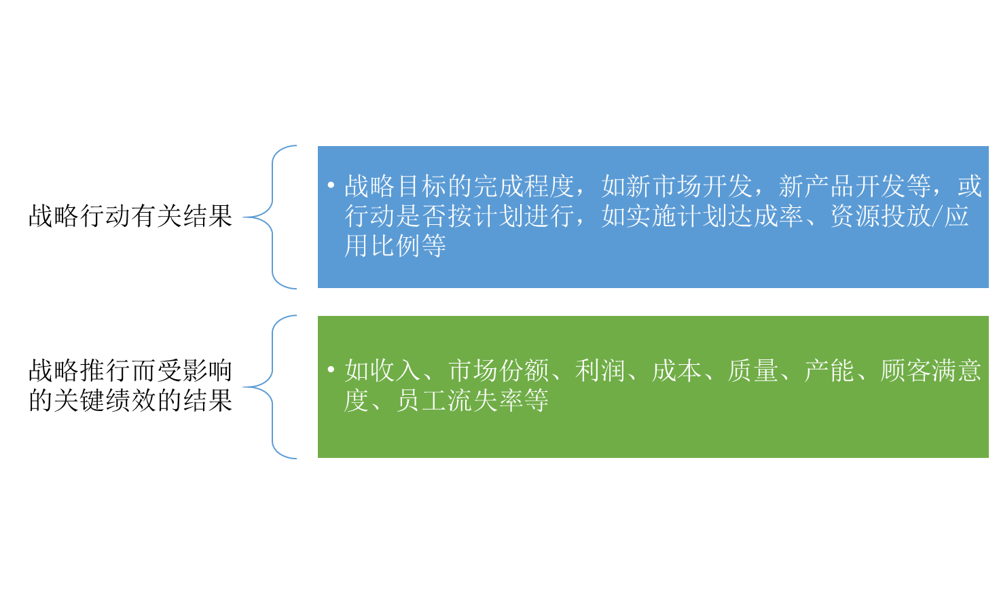 战略行动有关结果
• 战略目标的完成程度，如新市场开发，新产品开发等，或
行动是否按计划进行，如实施计划达成率、资源投放/应
用比例等
战略推行而受影响
的关键绩效的结果
• 如收入、市场份额、利润、成本、质量、产能、顾客满意
度、员工流失率等